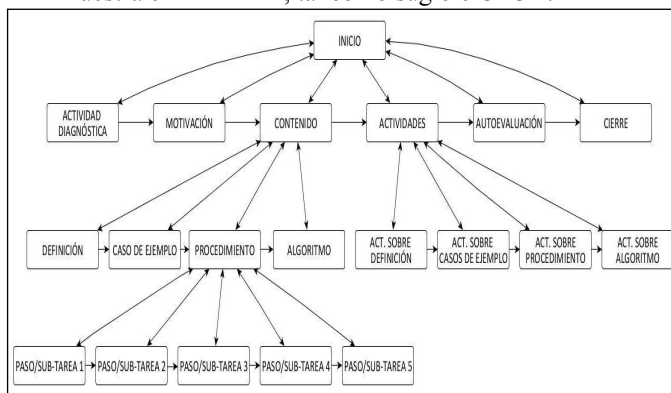 INICIO
ACTIVIDAD
DIAGNÓSTICA
MOTIVACIÓN
CONTENIDO
ACTIVIDADES
AUTOEVALUACIÓN
CIERRE
DEFINICIÓN
CASO DE EJEMPLO
PROCEDIMIENTO
ALGORITMO
ACT. SOBRE
DEFINICIÓN
ACT. SOBRE
CASOS DE EJEMPLO
ACT. SOBRE
PROCEDIMIENTO
ACT. SOBRE
ALGORITMO
PASO/SUB-TAREA 1
PASO/SUB-TAREA 2
PASO/SUB-TAREA 3
PASO/SUB-TAREA 4
PASO/SUB-TAREA 5